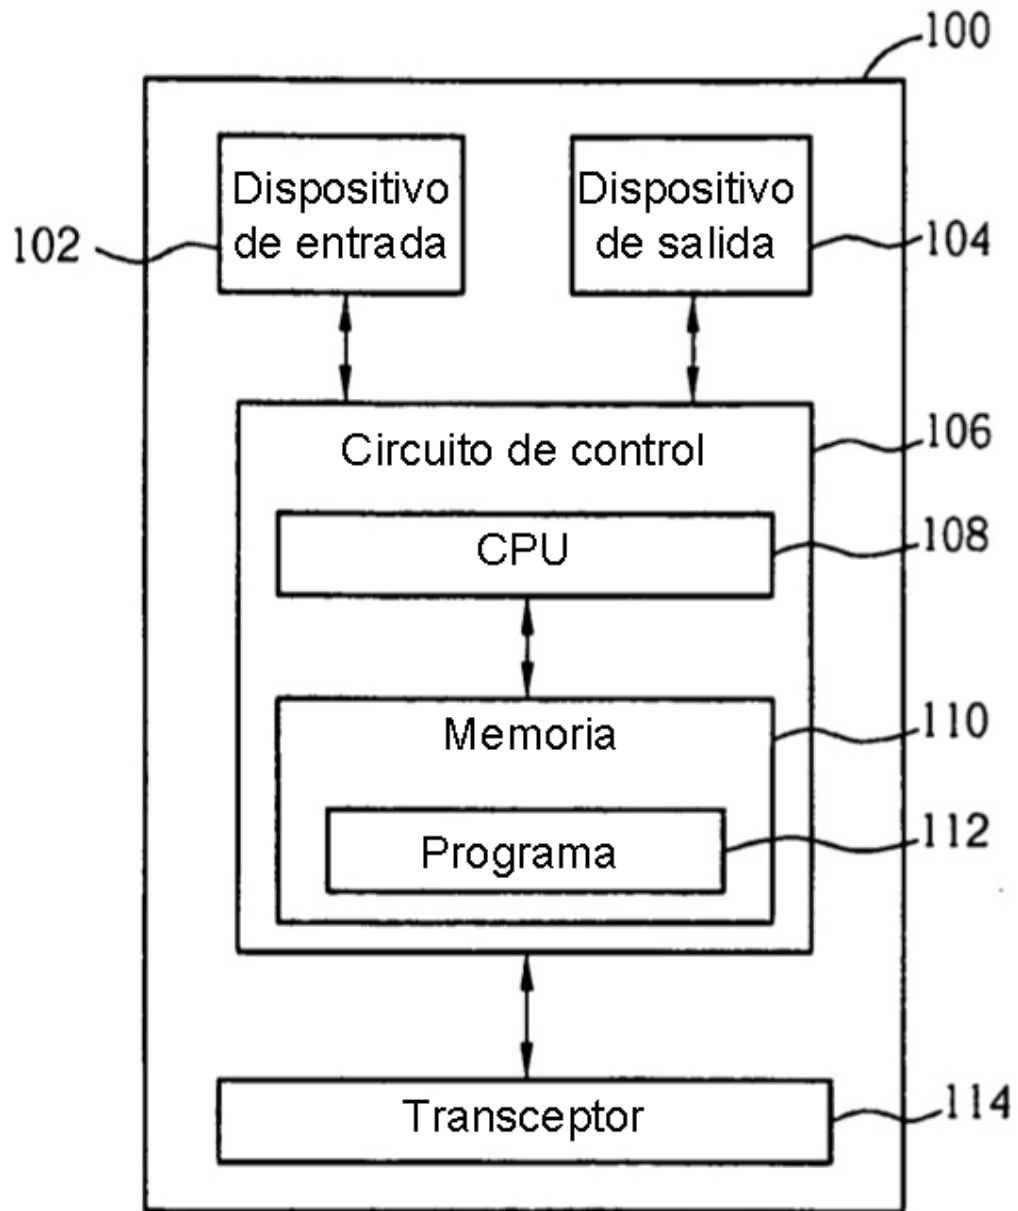 100
Dispositivo
de entrada
Dispositivo
de salida
102
104
Circuito de control
106
CPU
108
Memoria
110
Programa
112
Transceptor
114